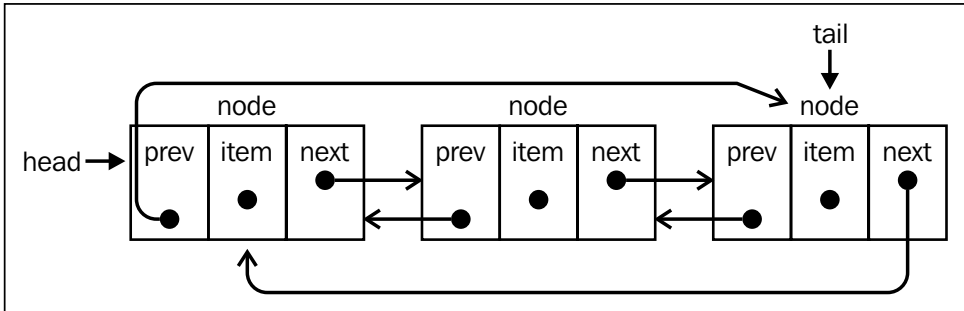 tail
node node node
head prev item next prev item next prev item next